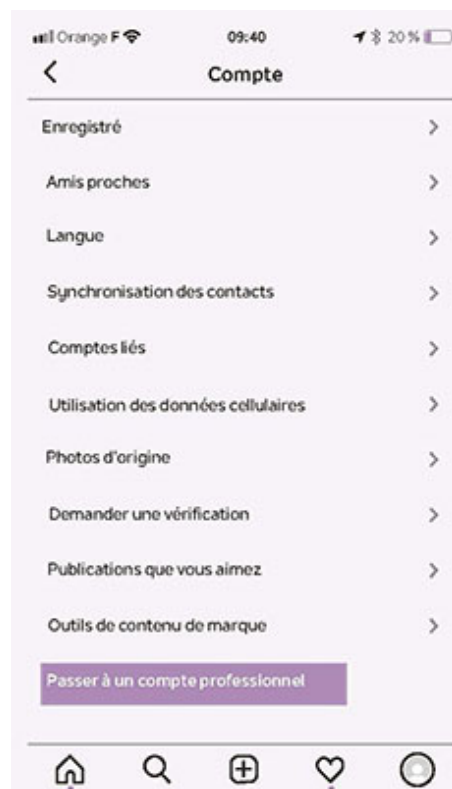 Orange F 09:40 20 %
Compte
Enregistré
Amis proches
Langue
Synchronisation des contacts
Comptes liés
Utilisation des données cellulaires
Photos d'origine
Demander une vérification
Publications que vous aimez
Outils de contenu de marque
Passer à un compte professionnel